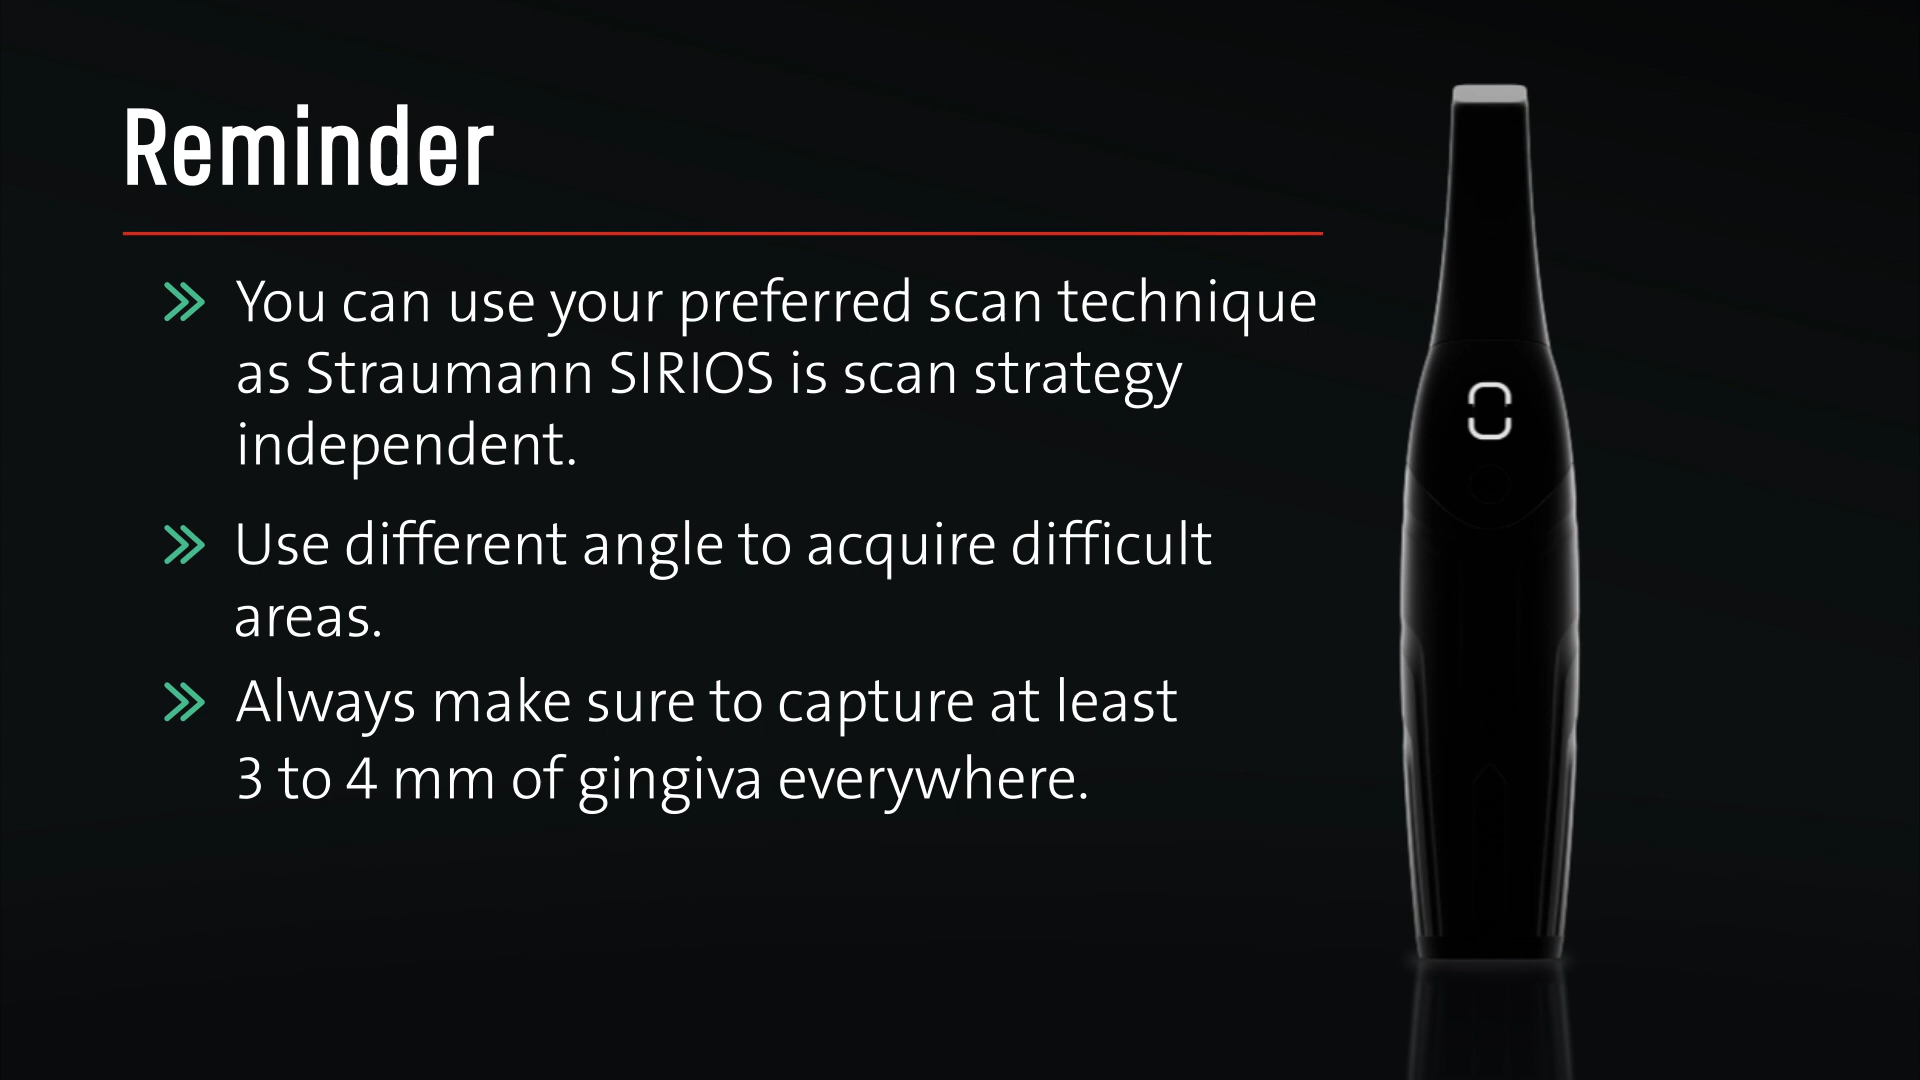 Reminder
You can use your preferred scan technique
as Straumann SIRIOS is scan strategy
independent.
Use different angle to acquire difficult
areas.
Always make sure to capture at least
3 to 4 mm of gingiva everywhere.